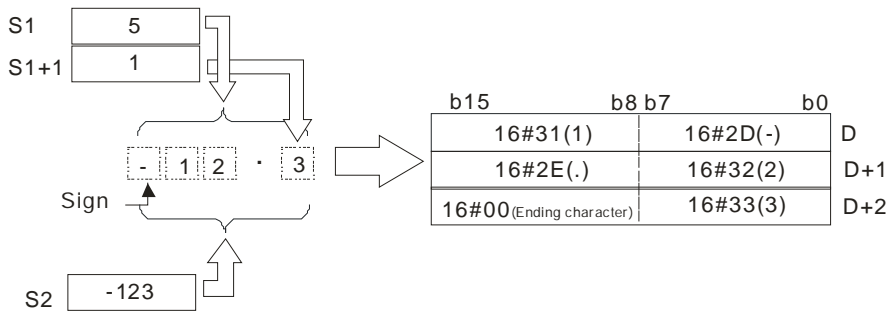 S1 5
S1+1 1
b15 b8 b7 b0
16#31(1) 16#2D(-) D
- 1 2 . 3
16#2E(.) 16#32(2) D+1
Sign
16#00(Ending character) 16#33(3) D+2
S2 -123